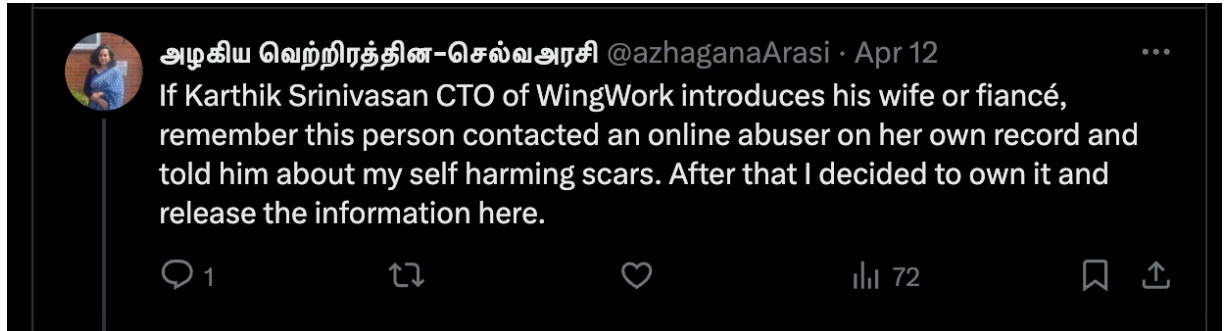 அழகிய வெற்றிரத்தின-செல்வஅரசி @azhaganaArasi · Apr 12
If Karthik Srinivasan CTO of WingWork introduces his wife or fiancé,
remember this person contacted an online abuser on her own record and
told him about my self harming scars. After that I decided to own it and
release the information here.
1 72